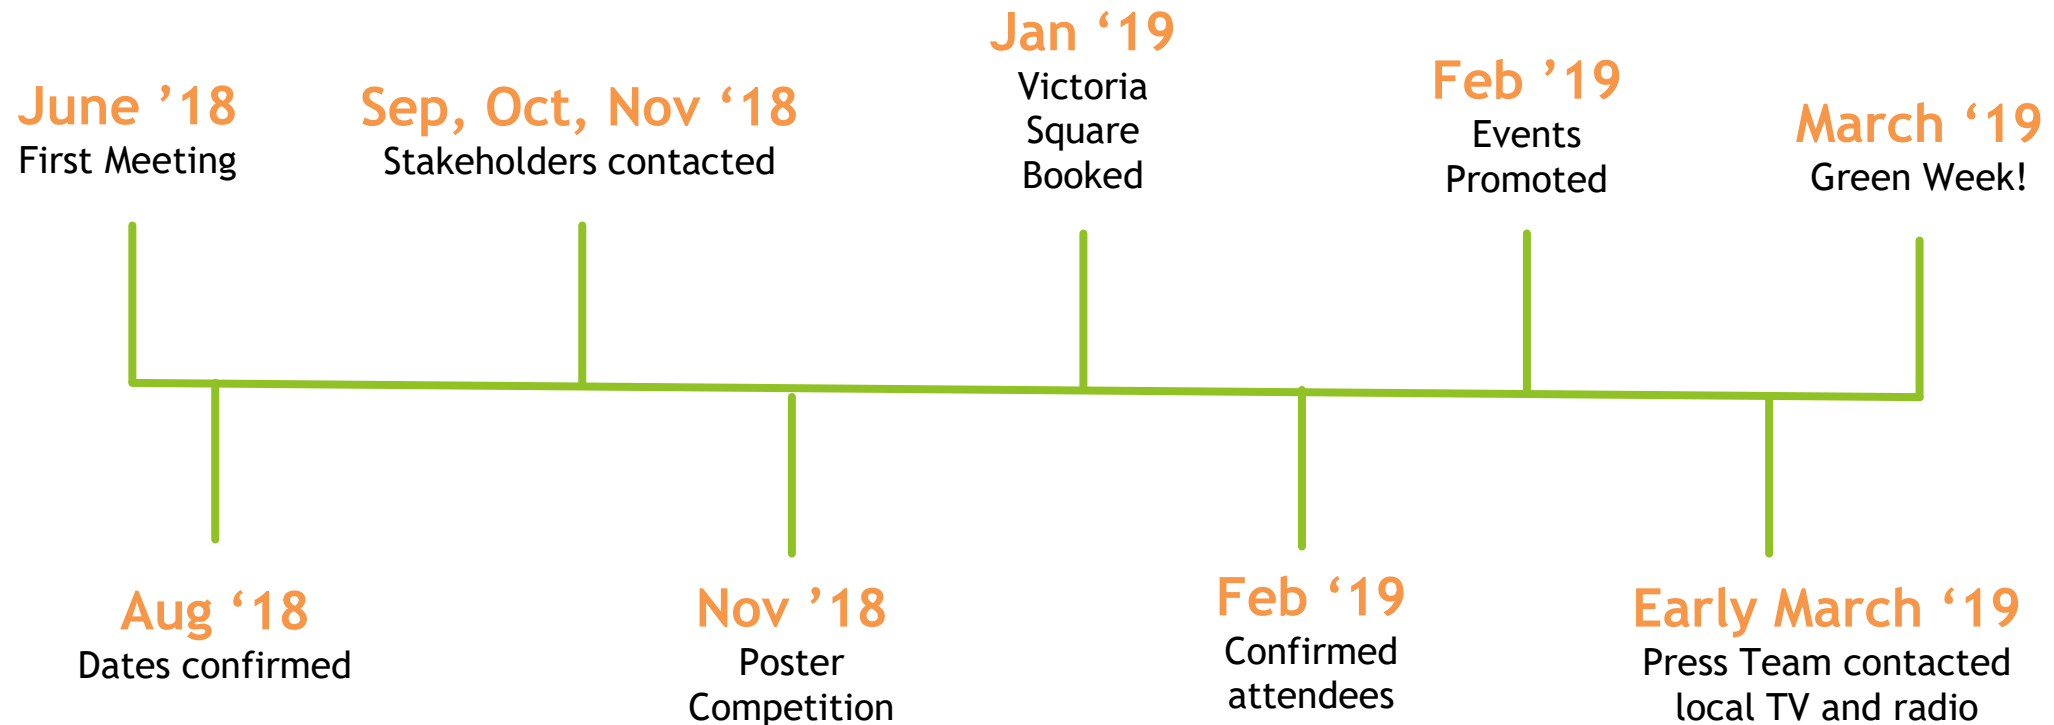 June ’18
First Meeting
Sep, Oct, Nov ‘18
Stakeholders contacted
Jan ‘19
Victoria
Square
Booked
Feb ’19
Events
Promoted
March ‘19
Green Week!
Aug ‘18
Dates confirmed
Nov ’18
Poster
Competition
Feb ‘19
Confirmed
attendees
Early March ‘19
Press Team contacted
local TV and radio